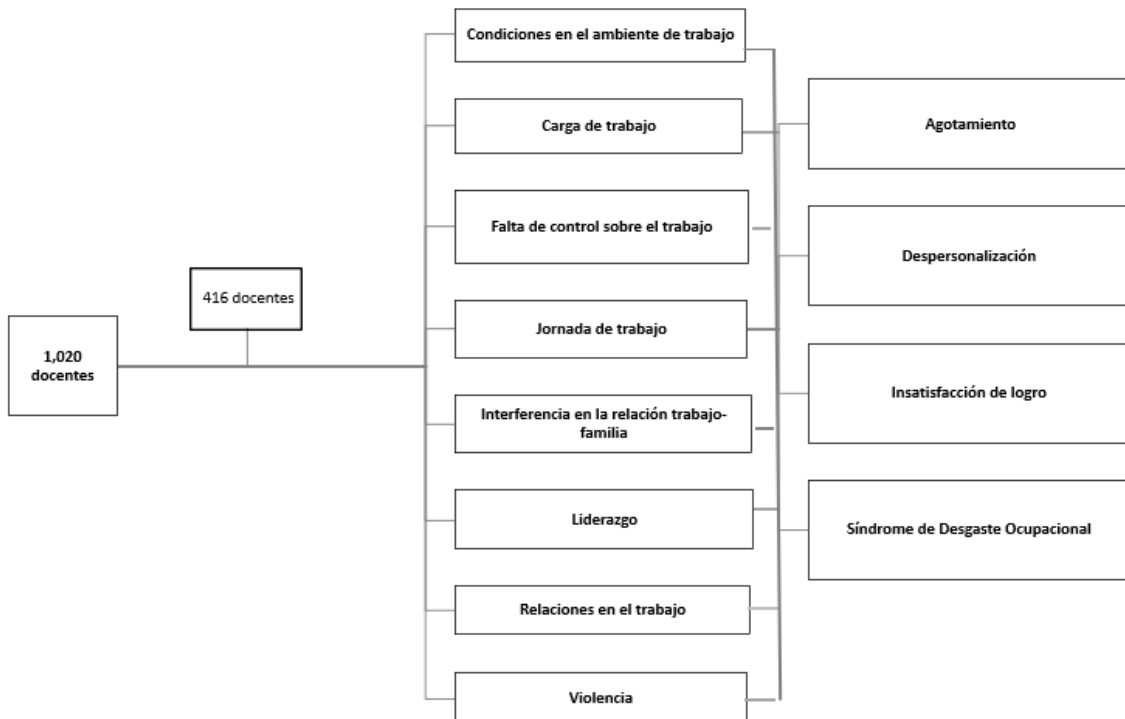 1,020
docentes
416 docentes
Condiciones en el ambiente de trabajo
Carga de trabajo
Falta de control sobre el trabajo
Jornada de trabajo
Interferencia en la relación trabajo-
familia
Liderazgo
Relaciones en el trabajo
Violencia
Agotamiento
Despersonalización
Insatisfacción de logro
Síndrome de Desgaste Ocupacional